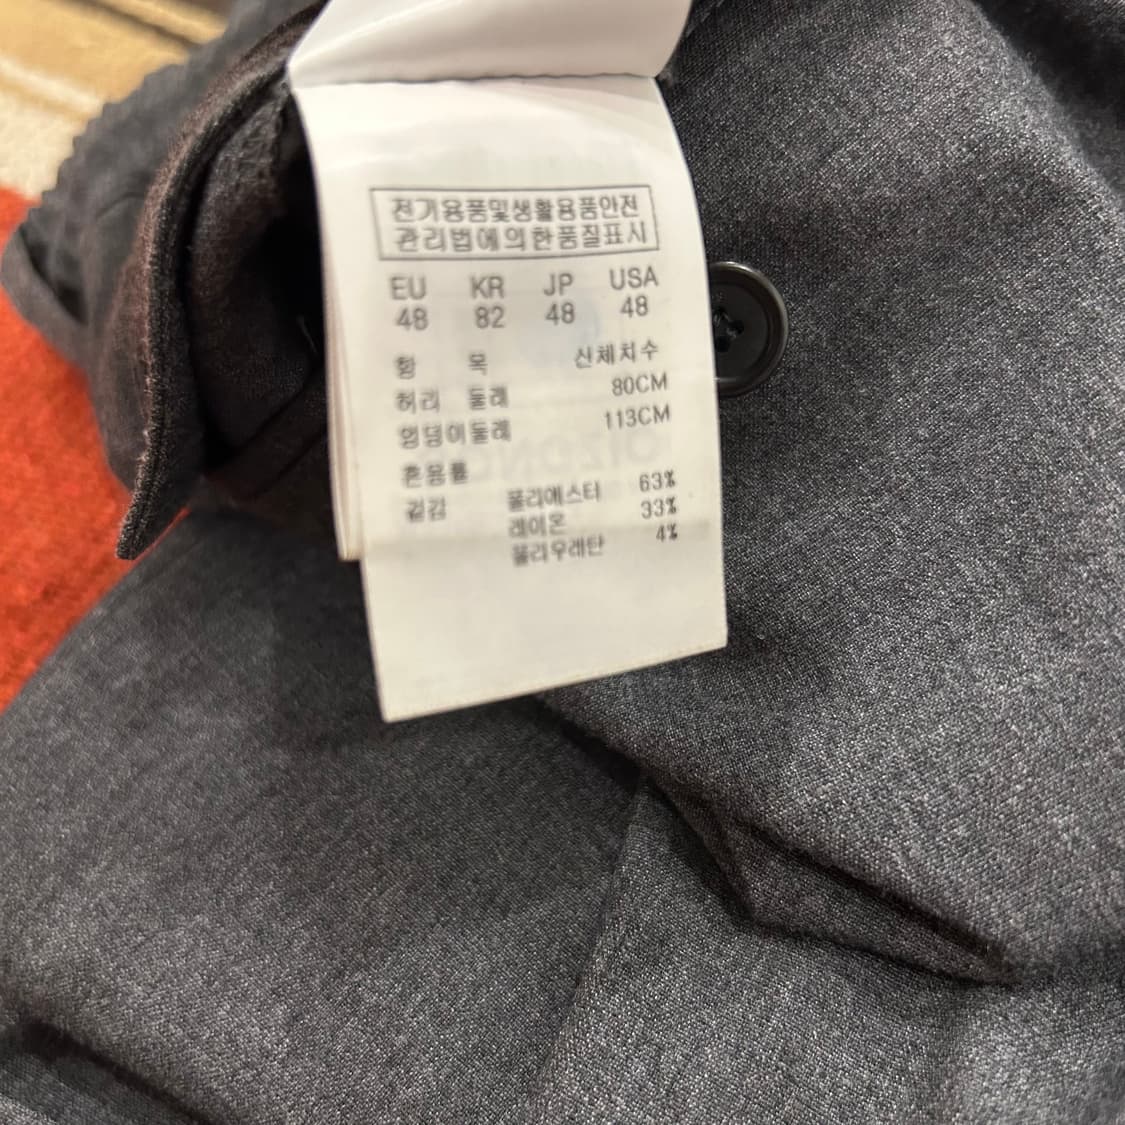 전기용품및생활용품안전
관리법에의한품질표시
EU KR JP USA
48 82 48 48
항 목 신체치수
허리 둘레 80CM
엉덩이둘레 113CM
혼용률
겉감 폴리에스터 63%
레이온 33%
폴리우레탄 4%